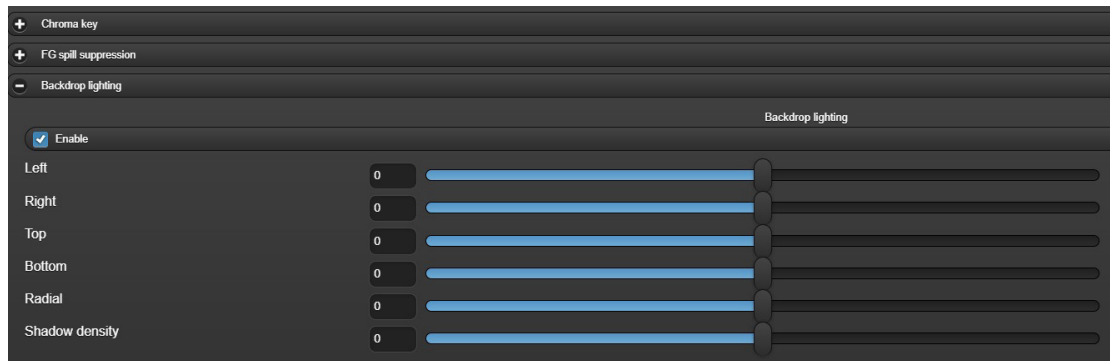 Chroma key
FG spill suppression
Backdrop lighting
Backdrop lighting
Enable
Left 0
Right 0
Top 0
Bottom 0
Radial 0
Shadow density 0